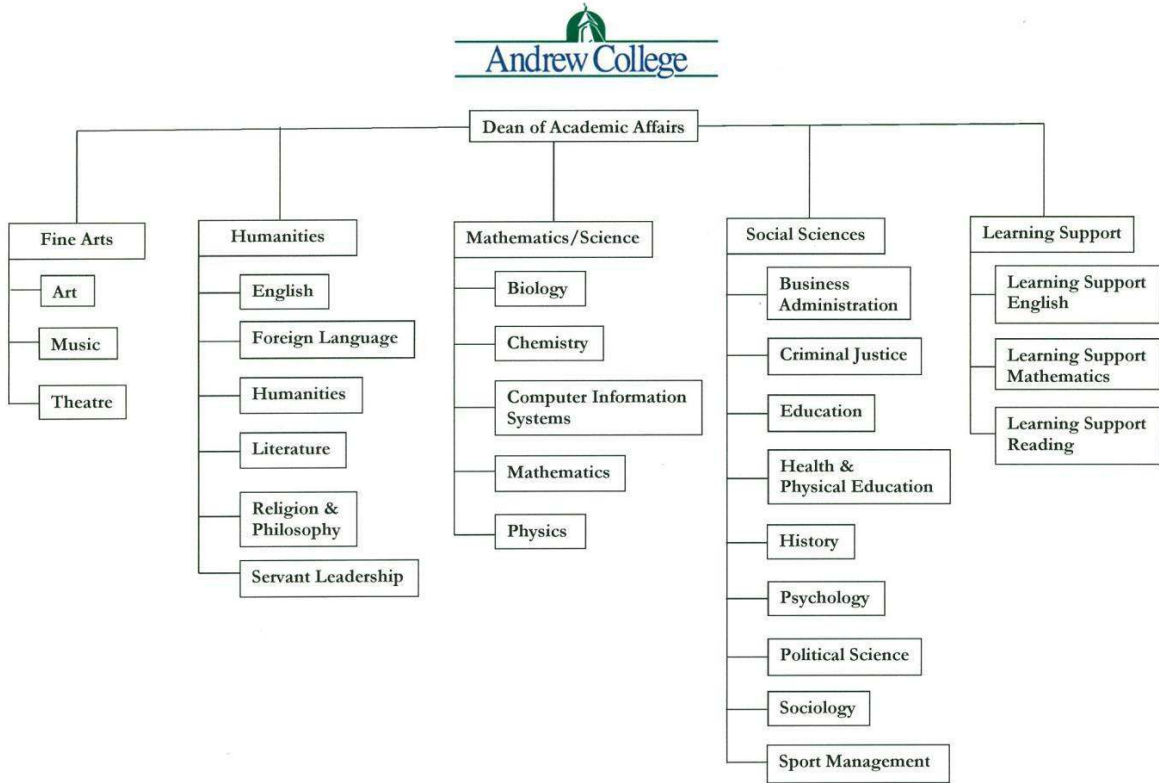 Andrew College
Dean of Academic Affairs
Fine Arts
Art
Music
Theatre
Humanities
English
Foreign Language
Humanities
Literature
Religion &
Philosophy
Servant Leadership
Mathematics/Science
Biology
Chemistry
Computer Information
Systems
Mathematics
Physics
Social Sciences
Business
Administration
Criminal Justice
Education
Health &
Physical Education
History
Psychology
Political Science
Sociology
Sport Management
Learning Support
Learning Support
English
Learning Support
Mathematics
Learning Support
Reading